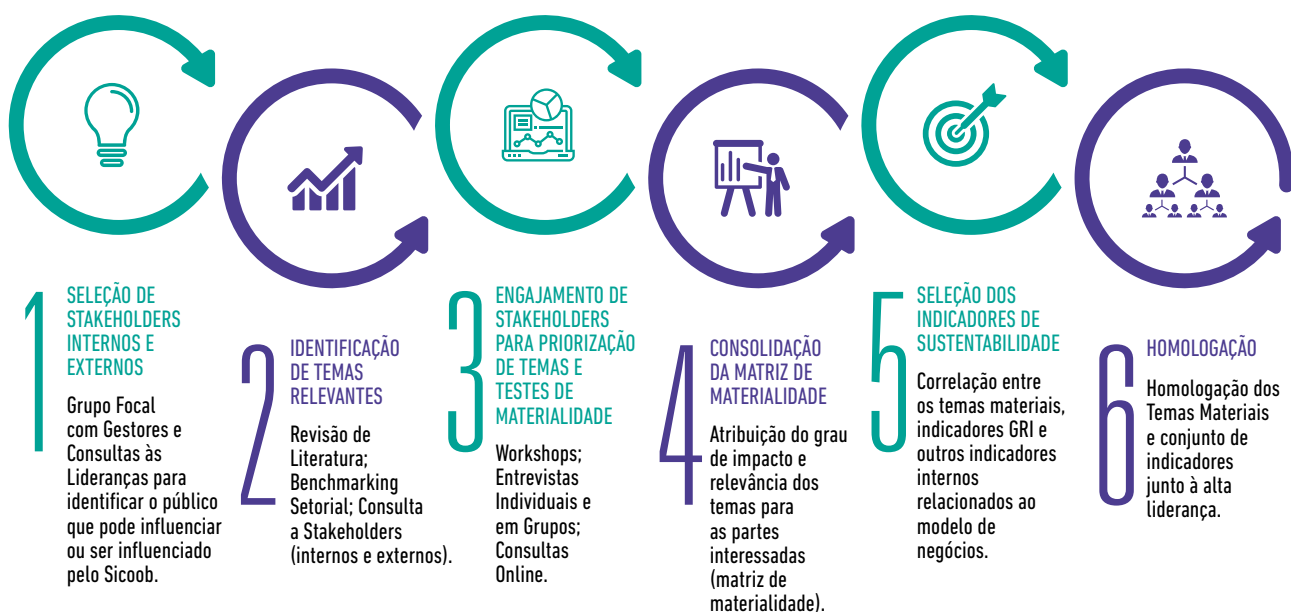 1
SELEÇÃO DE
STAKEHOLDERS
INTERNOS E
EXTERNOS
Grupo Focal
com Gestores e
Consultas às
Lideranças para
identificar o público
que pode influenciar
ou ser influenciado
pelo Sicoob.
2
IDENTIFICAÇÃO
DE TEMAS
RELEVANTES
Revisão de
Literatura;
Benchmarking
Setorial; Consulta
a Stakeholders
(internos e externos).
3
ENGAJAMENTO DE
STAKEHOLDERS
PARA PRIORIZAÇÃO
DE TEMAS E
TESTES DE
MATERIALIDADE
Workshops;
Entrevistas
Individuais e
em Grupos;
Consultas
Online.
4
CONSOLIDAÇÃO
DA MATRIZ DE
MATERIALIDADE
Atribuição do grau
de impacto e
relevância dos
temas para
as partes
interessadas
(matriz de
materialidade).
5
SELEÇÃO DOS
INDICADORES DE
SUSTENTABILIDADE
Correlação entre
os temas materiais,
indicadores GRI e
outros indicadores
internos
relacionados ao
modelo de
negócios.
6
HOMOLOGAÇÃO
Homologação dos
Temas Materiais
e conjunto de
indicadores
junto à alta
liderança.